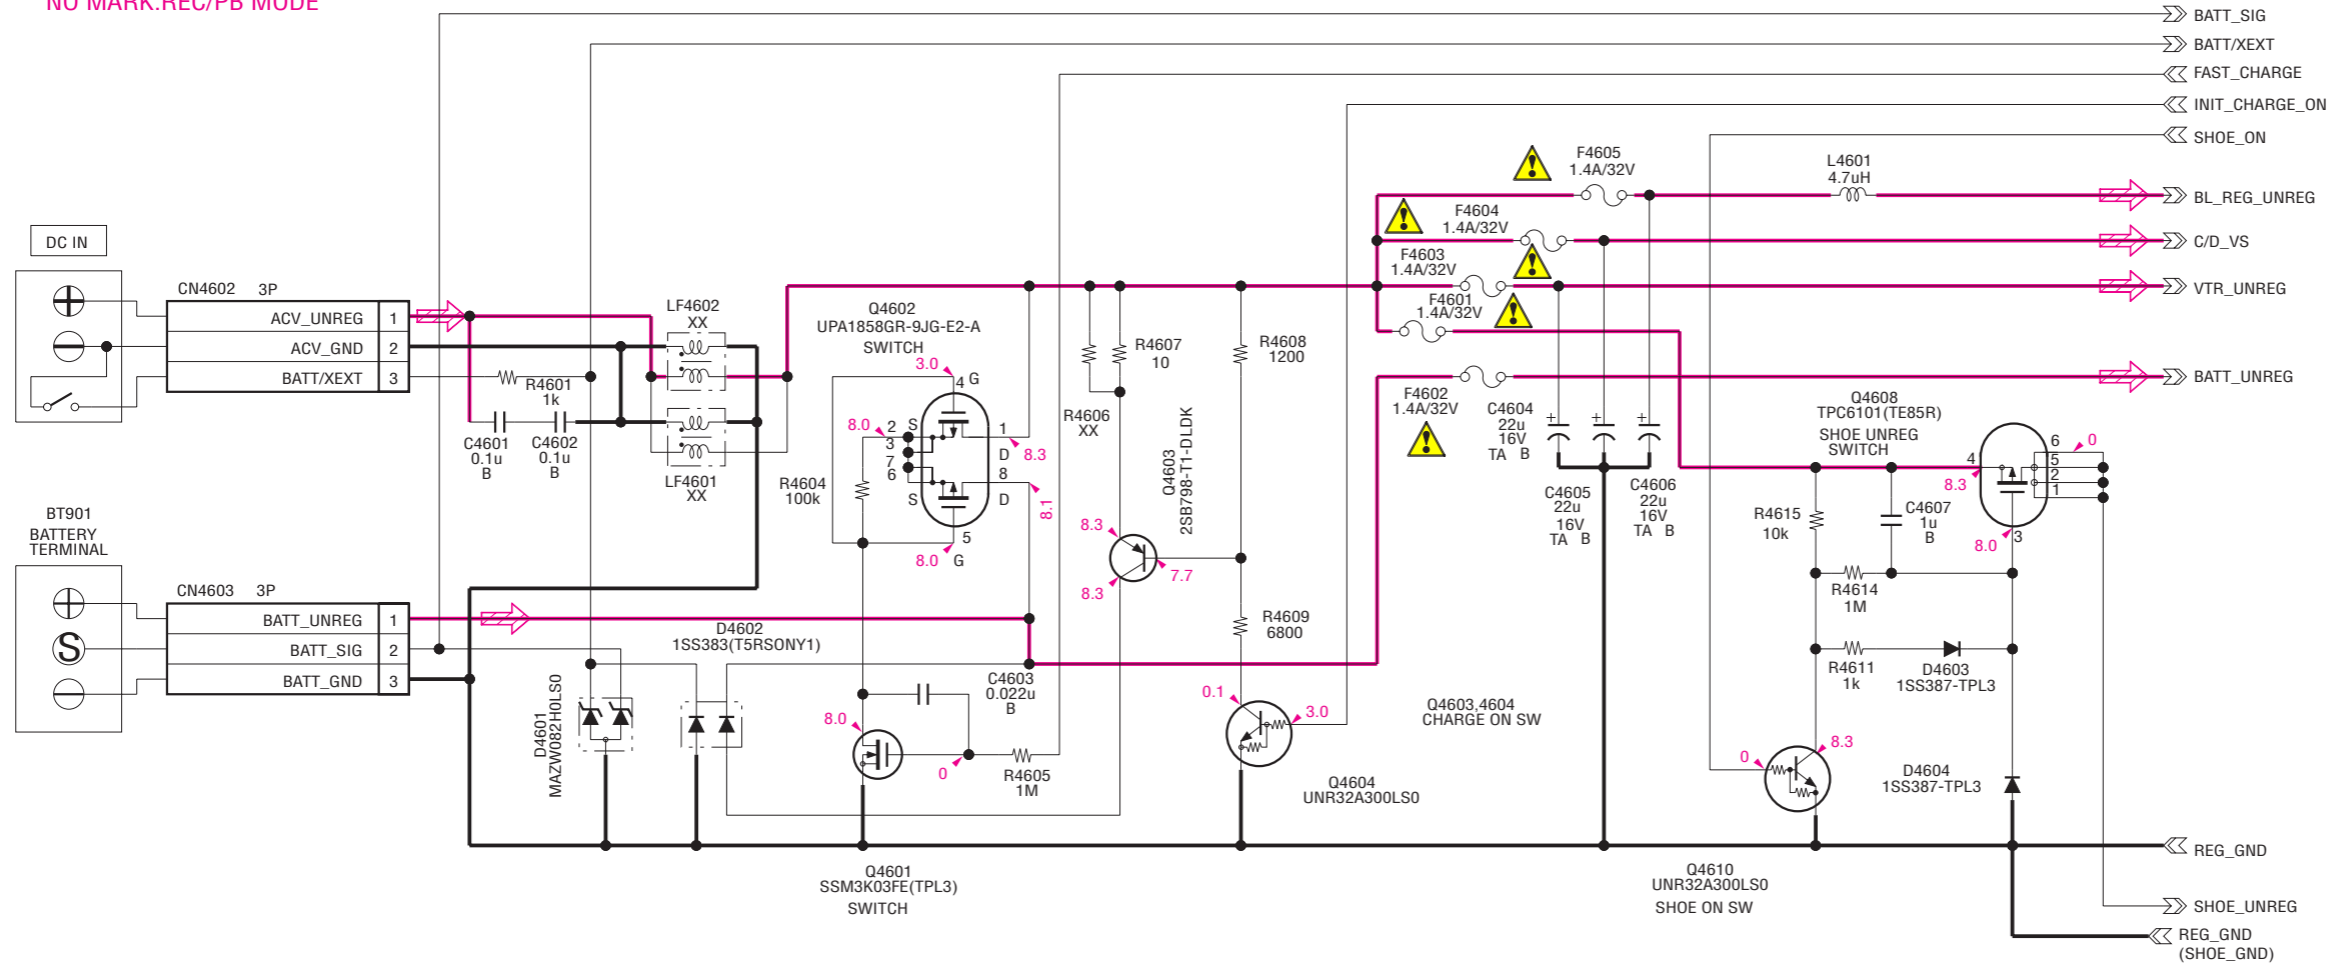 NO MARK:REC/PB MODE
BATT_SIG
BATT/XEXT
FAST_CHARGE
INIT_CHARGE_ON
SHOE_ON
F4605
1.4A/32V
L4601
4.7uH
BL_REG_UNREG
F4604
1.4A/32V
C/D_VS
F4603
1.4A/32V
VTR_UNREG
F4601
1.4A/32V
BATT_UNREG
F4602
1.4A/32V
DC IN
CN4602 3P
ACV_UNREG 1
ACV_GND 2
BATT/XEXT 3
R4601
1k
C4601
0.1u
B
C4602
0.1u
B
LF4602
XX
LF4601
XX
Q4602
UPA1858GR-9JG-E2-A
SWITCH
3.0
4 G
8.0
2 S
3
7
6
S
1
D
8.3
8
D
8.1
5
8.0 G
R4604
100k
R4607
10
R4606
XX
R4608
1200
Q4603
2SB798-T1-DLDK
8.3
7.7
8.3
R4609
6800
C4604
22u
16V
TA B
C4605
22u
16V
TA B
C4606
22u
16V
TA B
Q4608
TPC6101(TE85R)
SHOE UNREG
SWITCH
6
0
5
2
1
4
8.3
8.0
3
R4615
10k
C4607
1u
B
R4614
1M
R4611
1k
D4603
1SS387-TPL3
BT901
BATTERY
TERMINAL
S
CN4603 3P
BATT_UNREG 1
BATT_SIG 2
BATT_GND 3
D4602
1SS383(T5RSONY1)
D4601
MAZW082H0LS0
C4603
0.022u
B
8.0
0
R4605
1M
0.1
3.0
Q4603,4604
CHARGE ON SW
Q4604
UNR32A300LS0
0
8.3
D4604
1SS387-TPL3
Q4601
SSM3K03FE(TPL3)
SWITCH
Q4610
UNR32A300LS0
SHOE ON SW
REG_GND
SHOE_UNREG
REG_GND
(SHOE_GND)